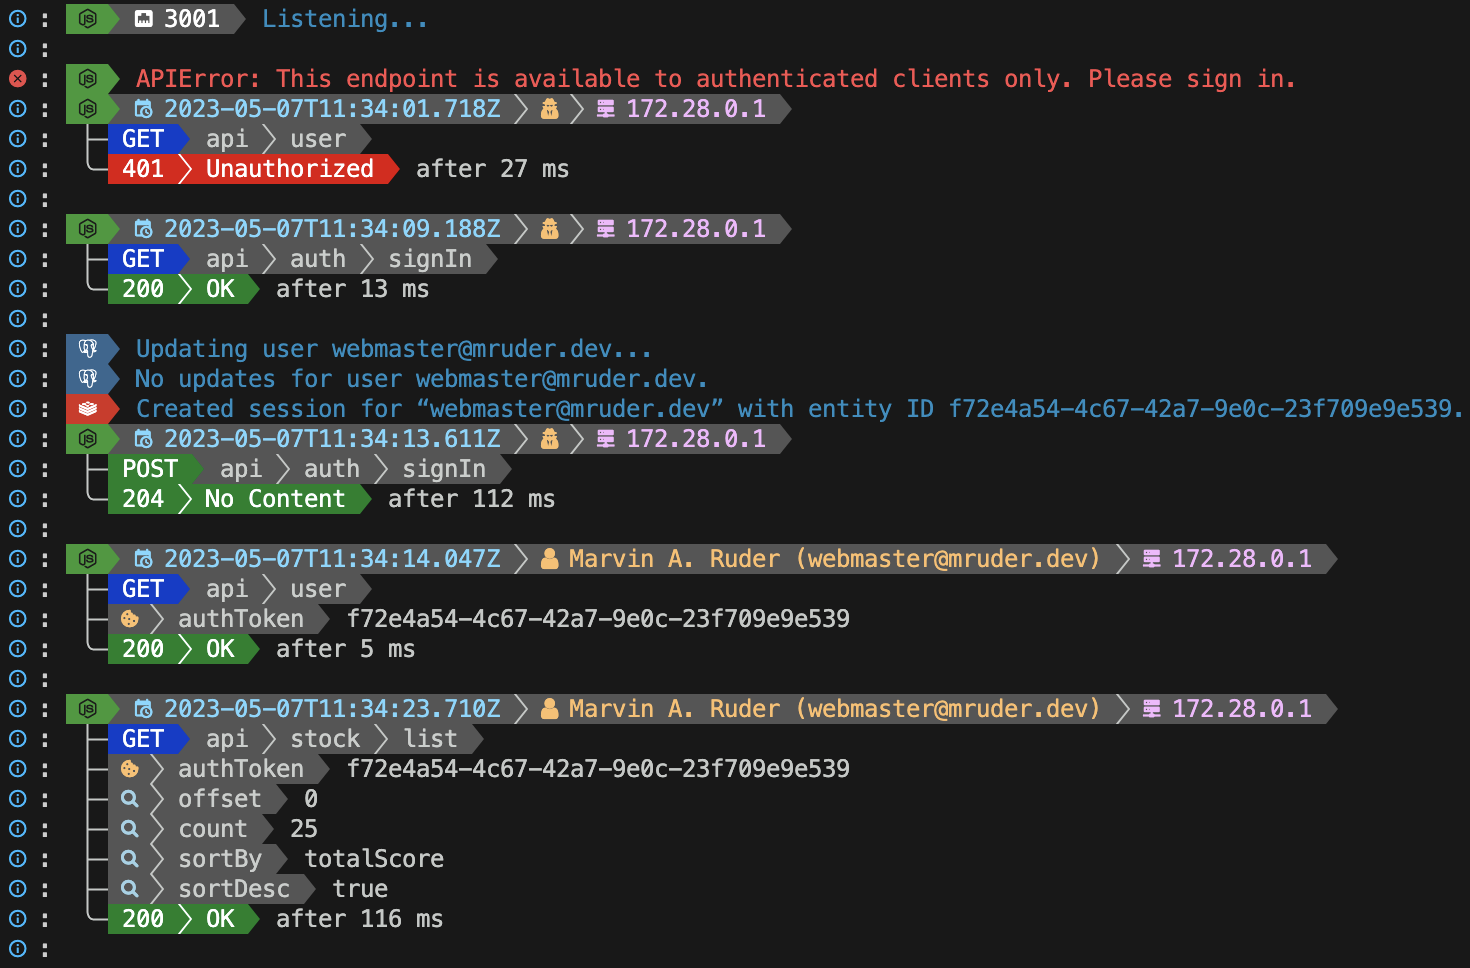 : 3001 Listening...
:
: APIError: This endpoint is available to authenticated clients only. Please sign in.
: 2023-05-07T11:34:01.718Z 172.28.0.1
: GET api user
: 401 Unauthorized after 27 ms
:
: 2023-05-07T11:34:09.188Z 172.28.0.1
: GET api auth signIn
: 200 OK after 13 ms
:
: Updating user webmaster@mruder.dev...
: No updates for user webmaster@mruder.dev.
: Created session for “webmaster@mruder.dev” with entity ID f72e4a54-4c67-42a7-9e0c-23f709e9e539.
: 2023-05-07T11:34:13.611Z 172.28.0.1
: POST api auth signIn
: 204 No Content after 112 ms
:
: 2023-05-07T11:34:14.047Z Marvin A. Ruder (webmaster@mruder.dev) 172.28.0.1
: GET api user
: authToken f72e4a54-4c67-42a7-9e0c-23f709e9e539
: 200 OK after 5 ms
:
: 2023-05-07T11:34:23.710Z Marvin A. Ruder (webmaster@mruder.dev) 172.28.0.1
: GET api stock list
: authToken f72e4a54-4c67-42a7-9e0c-23f709e9e539
: offset 0
: count 25
: sortBy totalScore
: sortDesc true
: 200 OK after 116 ms
: